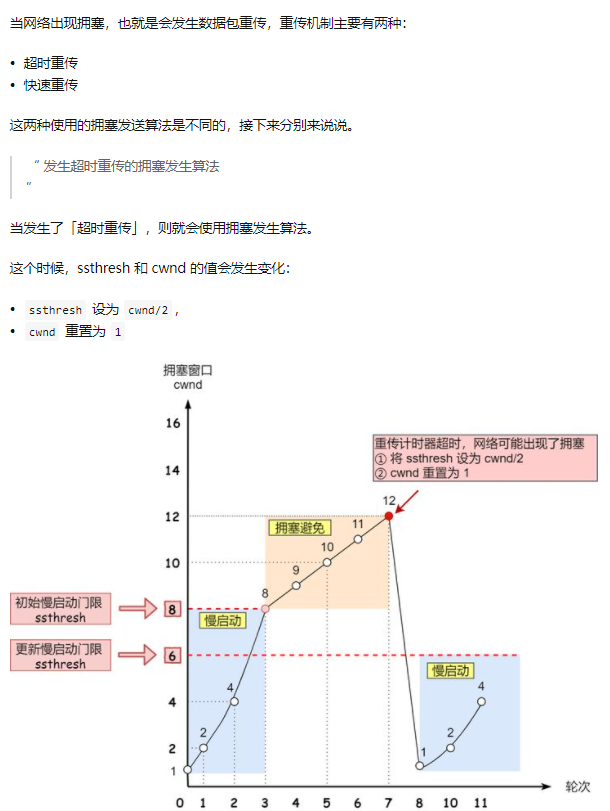 当网络出现拥塞，也就是会发生数据包重传，重传机制主要有两种：
• 超时重传
• 快速重传
这两种使用的拥塞发送算法是不同的，接下来分别来说说。
“ 发生超时重传的拥塞发生算法
”
当发生了「超时重传」，则就会使用拥塞发生算法。
这个时候，ssthresh 和 cwnd 的值会发生变化：
• ssthresh 设为 cwnd/2 ，
• cwnd 重置为 1
拥塞窗口
cwnd
16
重传计时器超时，网络可能出现了拥塞
① 将 ssthresh 设为 cwnd/2
② cwnd 重置为 1
14
12
12
拥塞避免
11
10
10
9
8
初始慢启动门限
ssthresh
8
慢启动
更新慢启动门限
ssthresh
6
慢启动
4
4
4
2
2
2
1
1
0 1 2 3 4 5 6 7 8 10 11
轮次